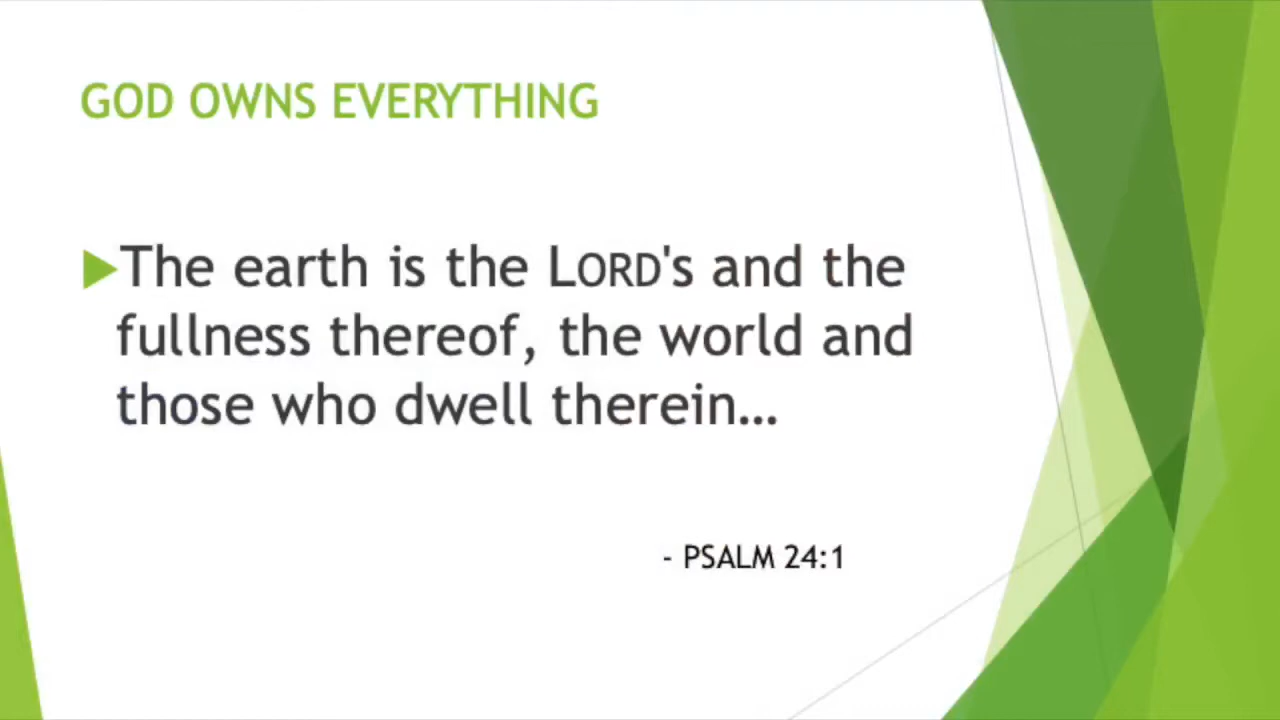 GOD OWNS EVERYTHING
The earth is the LORD's and the
fullness thereof, the world and
those who dwell therein…
- PSALM 24:1